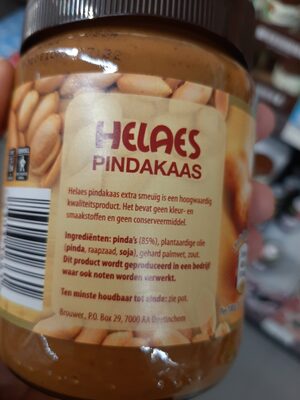 HELAES
PINDAKAAS
Helaes pindakaas extra smeuïg is een hoogwaardig
kwaliteitsproduct. Het bevat geen kleur- en
smaakstoffen en geen conserveermiddel.
Ingrediënten: pinda's (85%), plantaardige olie
(pinda, raapzaad, soja), gehard palmvet, zout.
Dit product wordt geproduceerd in een bedrijf
waar ook noten worden verwerkt.
Ten minste houdbaar tot einde: zie pot.
Brouwer, P.O. Box 29, 7000 AA Doetinchem